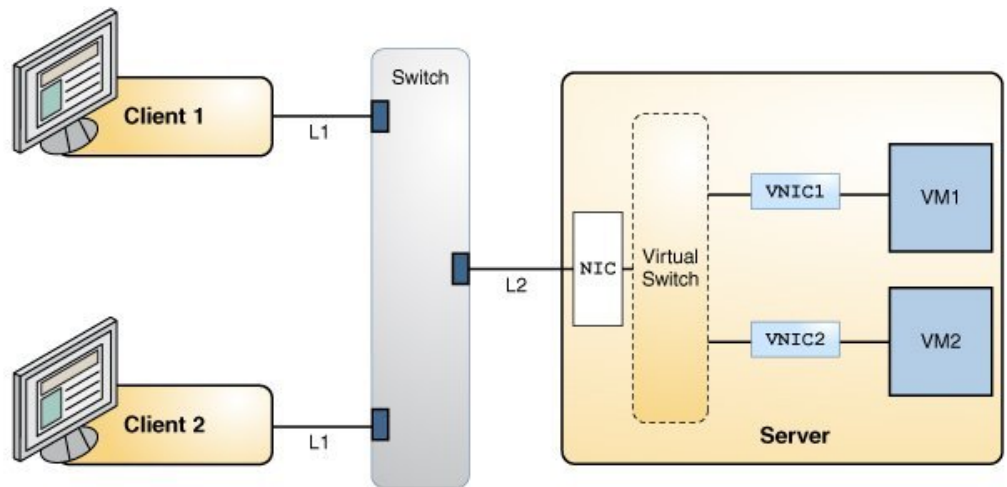 Client 1
L1
Switch
L2
Client 2
L1
NIC
Virtual
Switch
VNIC1
VM1
VNIC2
VM2
Server